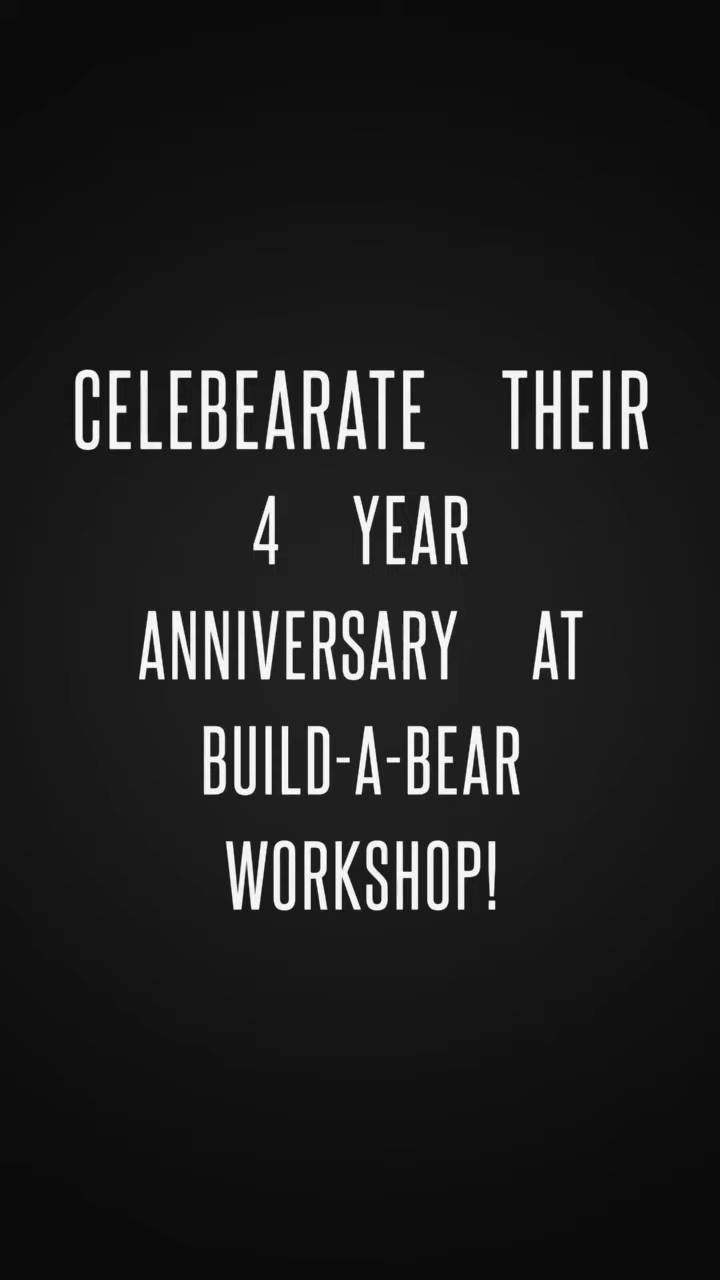 CELEBEARATE THEIR
4 YEAR
ANNIVERSARY AT
BUILD-A-BEAR
WORKSHOP!